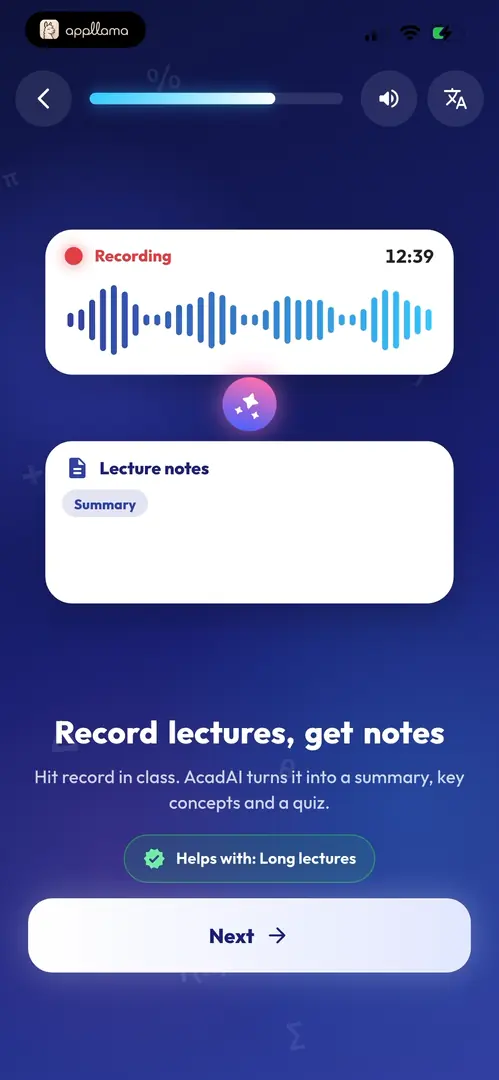 appllama
Recording
12:39
Lecture notes
Summary
Record lectures, get notes
Hit record in class. AcadAI turns it into a summary, key
concepts and a quiz.
Helps with: Long lectures
Next